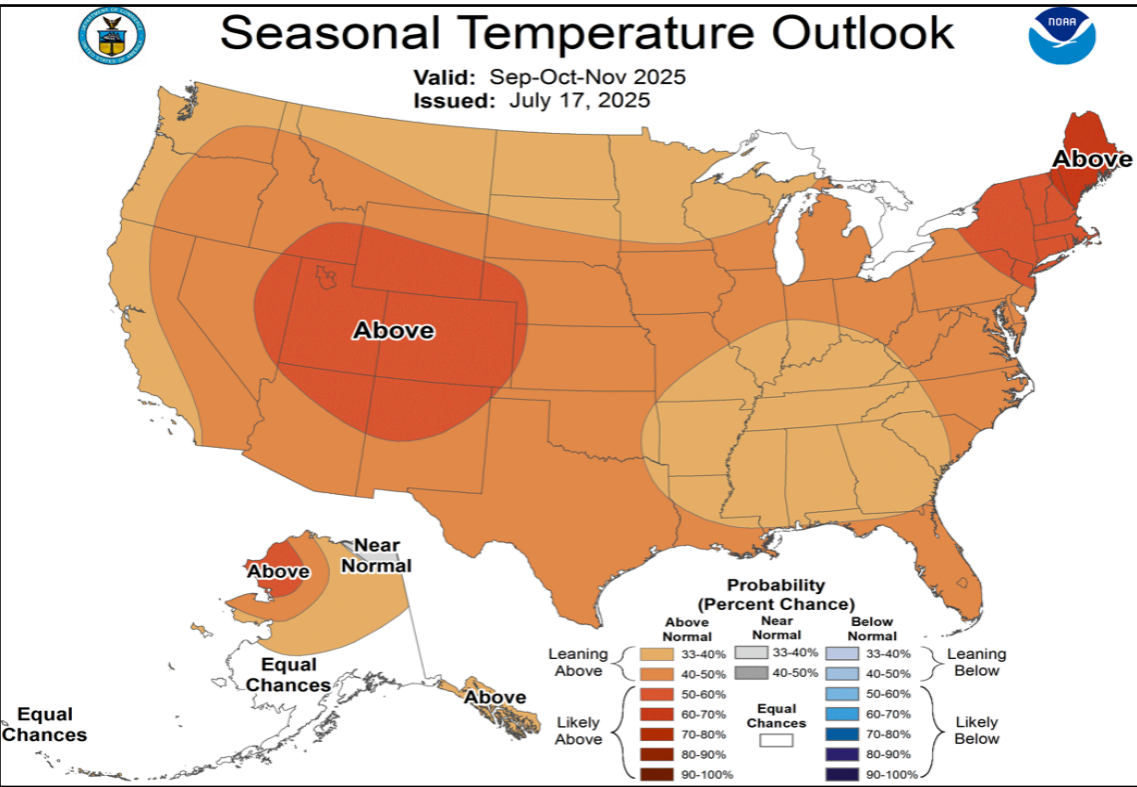 Seasonal Temperature Outlook
NOAA
Valid: Sep-Oct-Nov 2025
Issued: July 17, 2025
Above
Above
Above
Near
Normal
Equal
Chances
Above
Equal
Chances
Probability
(Percent Chance)
Above
Normal
Near
Normal
Below
Normal
Leaning
Above
33-40%
33-40%
33-40%
Leaning
Below
40-50%
40-50%
40-50%
Likely
Above
50-60%
Equal
Chances
50-60%
Likely
Below
60-70%
60-70%
70-80%
70-80%
80-90%
80-90%
90-100%
90-100%